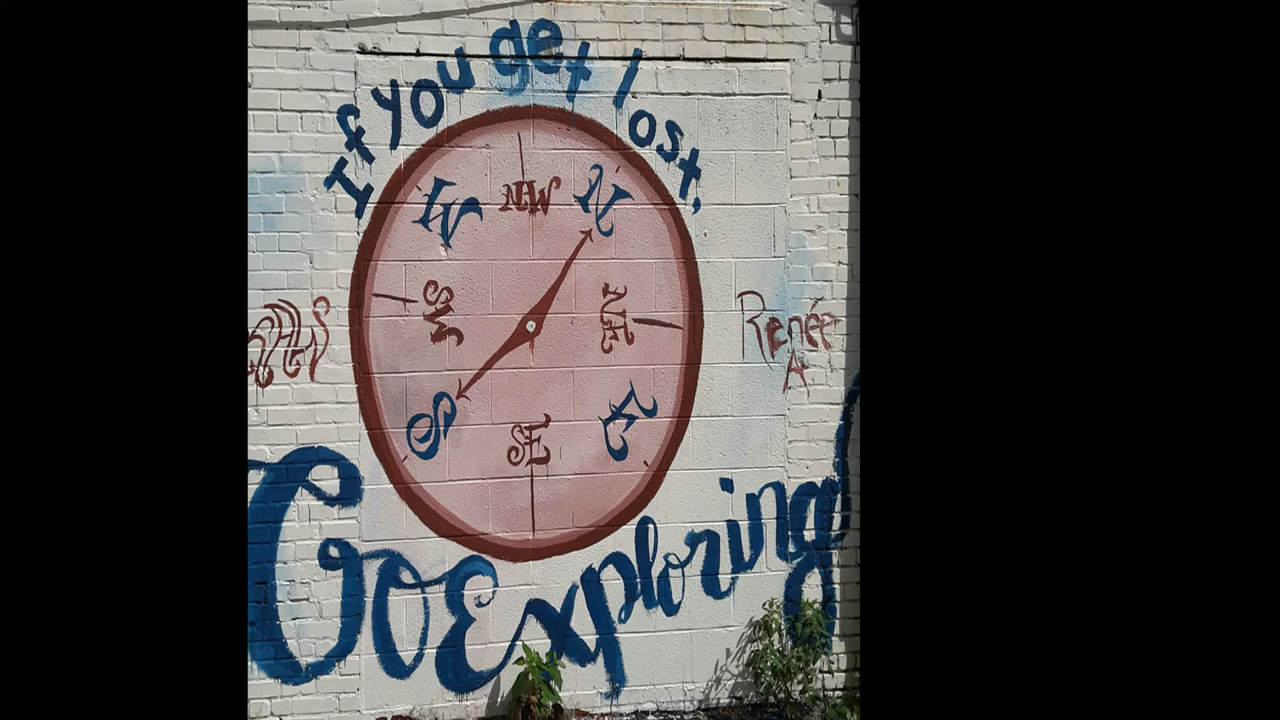 If you get lost,
W NW N
SW NE
S SE E
Renée
A
Go Exploring!